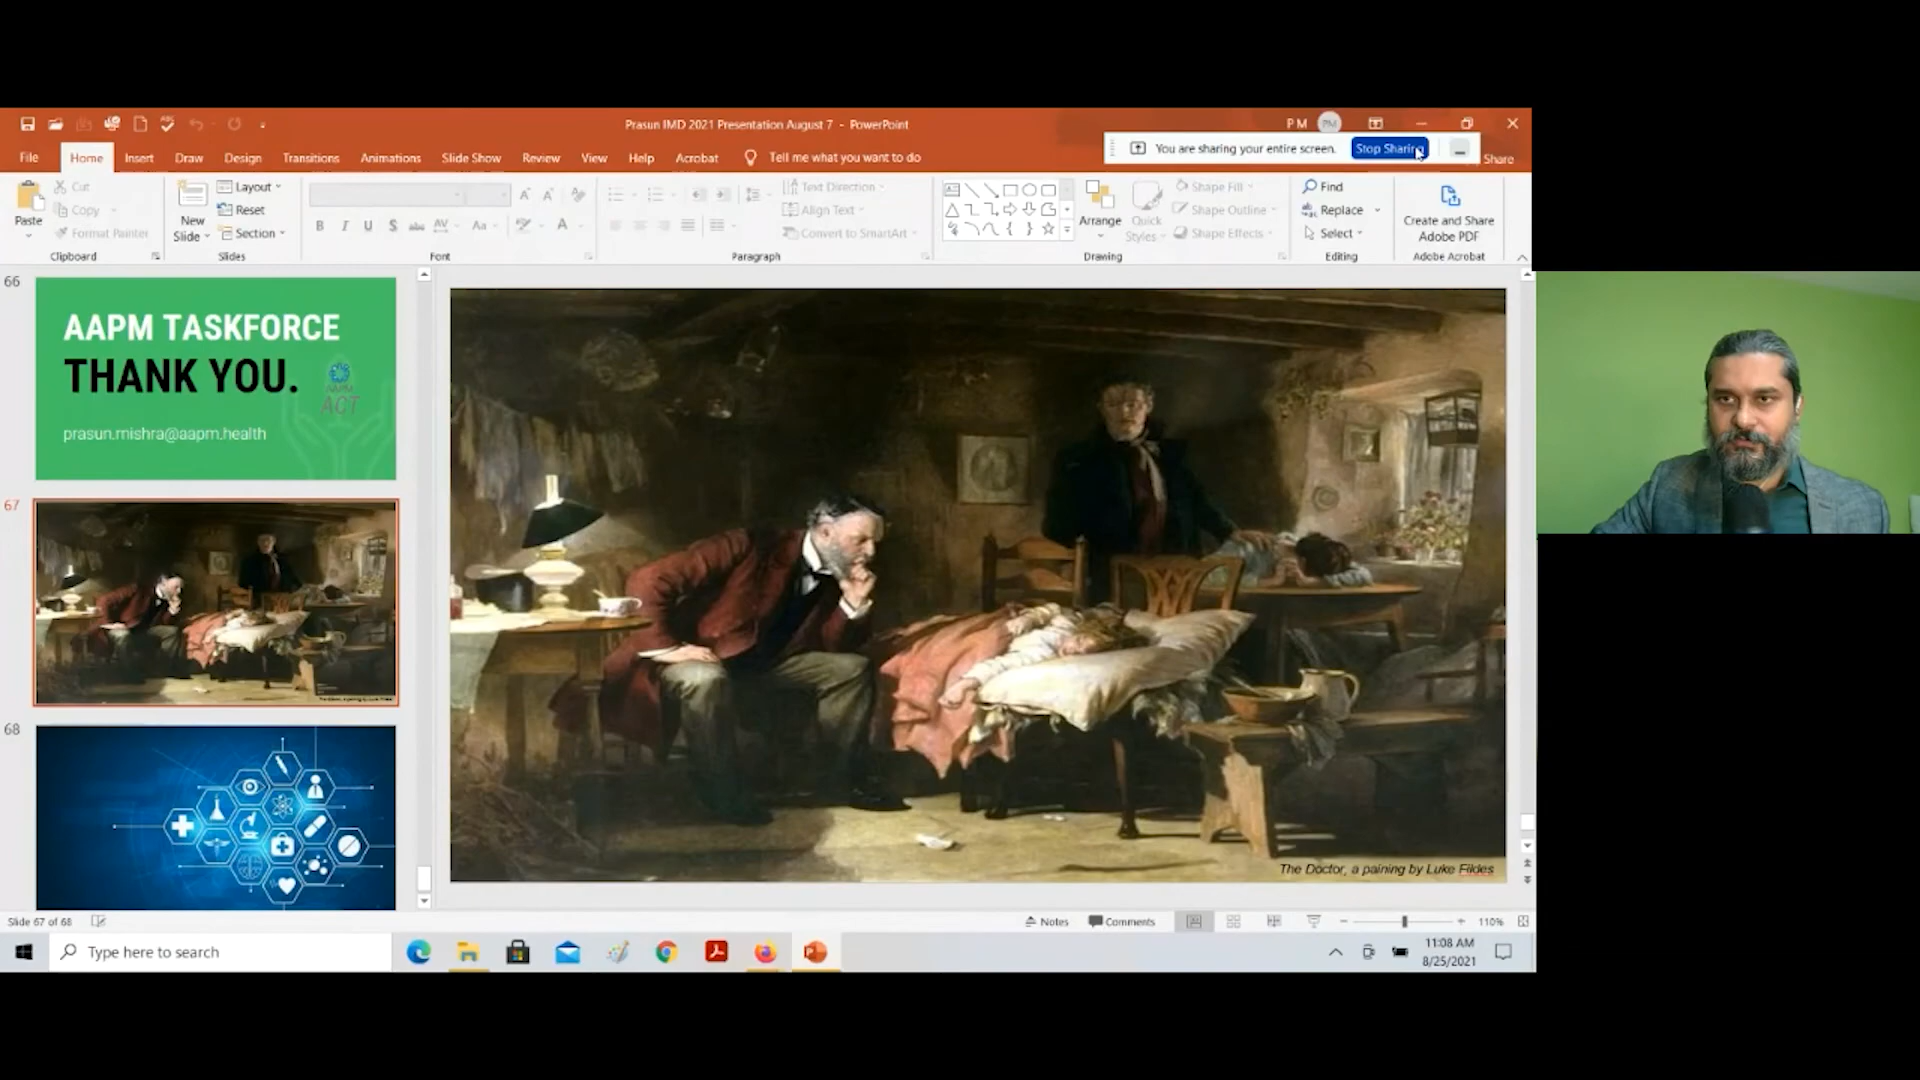 Prasun IMD 2021 Presentation August 7 - PowerPoint
P M
PM
You are sharing your entire screen.
Stop Sharing
File
Home
Insert
Draw
Design
Transitions
Animations
Slide Show
Review
View
Help
Acrobat
Tell me what you want to do
Share
Paste
Cut
Copy
Format Painter
Clipboard
New
Slide
Layout
Reset
Section
Slides
Font
Text Direction
Align Text
Convert to SmartArt
Paragraph
Arrange
Quick
Styles
Shape Fill
Shape Outline
Shape Effects
Drawing
Find
Replace
Select
Editing
Create and Share
Adobe PDF
Adobe Acrobat
66
AAPM TASKFORCE
THANK YOU.
AAPM
ACT
prasun.mishra@aapm.health
67
68
The Doctor, a paining by Luke Fildes
Slide 67 of 68
Notes
Comments
110%
Type here to search
11:08 AM
8/25/2021